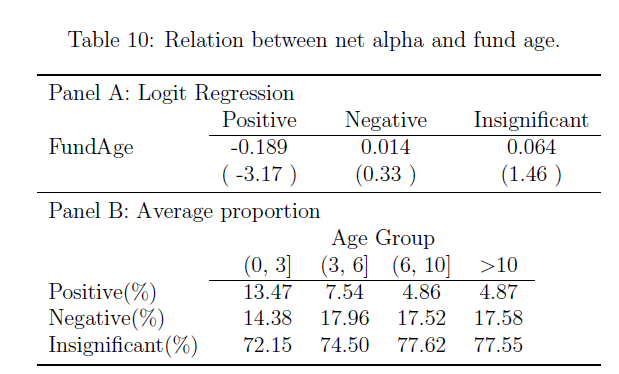 Table 10: Relation between net alpha and fund age.
Panel A: Logit Regression
Positive Negative Insignificant
FundAge -0.189 0.014 0.064
( -3.17 ) (0.33 ) (1.46 )
Panel B: Average proportion
Age Group
(0, 3] (3, 6] (6, 10] >10
Positive(%) 13.47 7.54 4.86 4.87
Negative(%) 14.38 17.96 17.52 17.58
Insignificant(%) 72.15 74.50 77.62 77.55